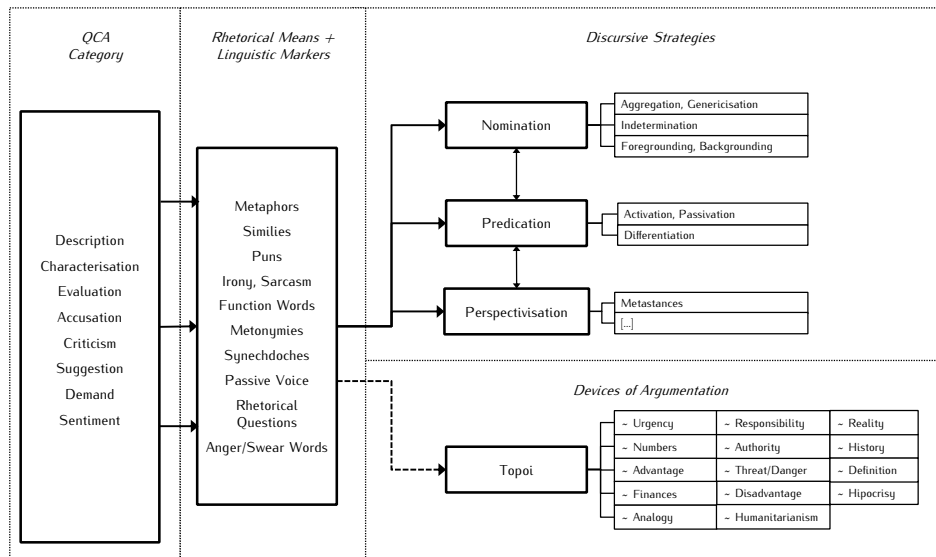 QCA
Category
Rhetorical Means +
Linguistic Markers
Discursive Strategies
Description
Characterisation
Evaluation
Accusation
Criticism
Suggestion
Demand
Sentiment
Metaphors
Similies
Puns
Irony, Sarcasm
Function Words
Metonymies
Synechdoches
Passive Voice
Rhetorical
Questions
Anger/Swear Words
Nomination
Aggregation, Genericisation
Indetermination
Foregrounding, Backgrounding
Predication
Activation, Passivation
Differentiation
Perspectivisation
Metastances
[...]
Devices of Argumentation
Topoi
~ Urgency
~ Responsibility
~ Reality
~ Numbers
~ Authority
~ History
~ Advantage
~ Threat/Danger
~ Definition
~ Finances
~ Disadvantage
~ Hipocrisy
~ Analogy
~ Humanitarianism